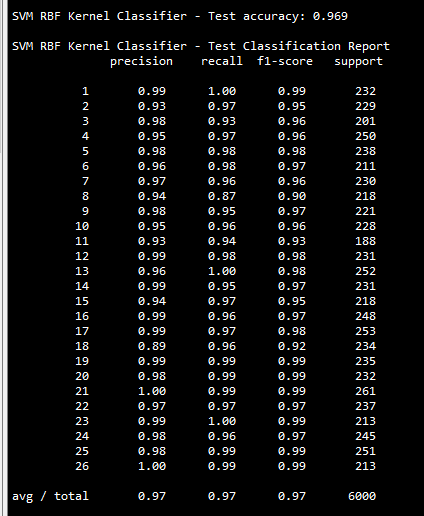 SVM RBF Kernel Classifier - Test accuracy: 0.969
SVM RBF Kernel Classifier - Test Classification Report
precision recall f1-score support
1 0.99 1.00 0.99 232
2 0.93 0.97 0.95 229
3 0.98 0.93 0.96 201
4 0.95 0.97 0.96 250
5 0.98 0.98 0.98 238
6 0.96 0.98 0.97 211
7 0.97 0.96 0.96 230
8 0.94 0.87 0.90 218
9 0.98 0.95 0.97 221
10 0.95 0.96 0.96 228
11 0.93 0.94 0.93 188
12 0.99 0.98 0.98 231
13 0.96 1.00 0.98 252
14 0.99 0.95 0.97 231
15 0.94 0.97 0.95 218
16 0.99 0.96 0.97 248
17 0.99 0.97 0.98 253
18 0.89 0.96 0.92 234
19 0.99 0.99 0.99 235
20 0.98 0.99 0.99 232
21 1.00 0.99 0.99 261
22 0.97 0.97 0.97 237
23 0.99 1.00 0.99 213
24 0.98 0.96 0.97 245
25 0.98 0.99 0.99 251
26 1.00 0.99 0.99 213
avg / total 0.97 0.97 0.97 6000